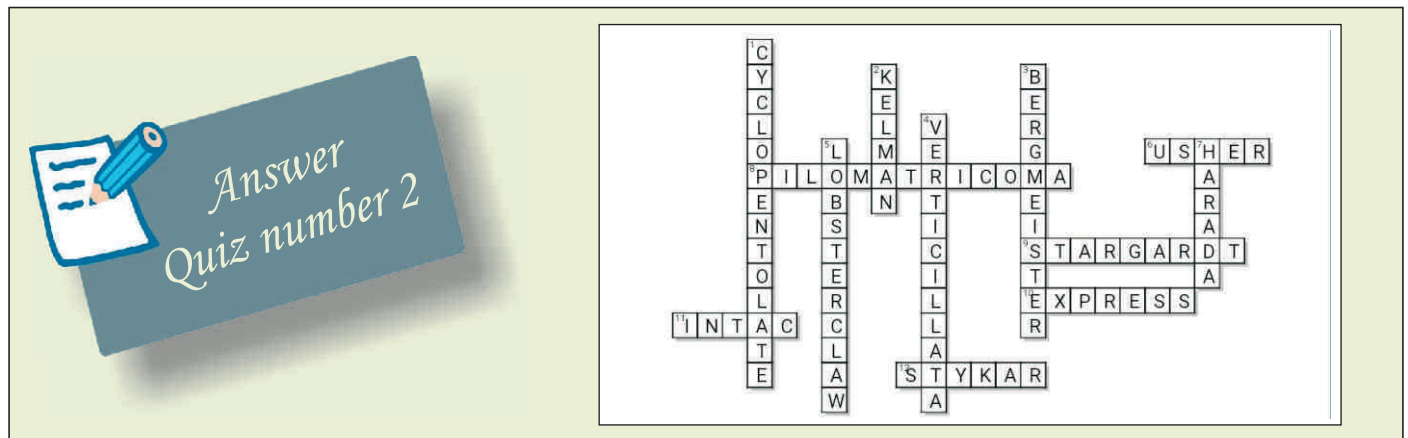 Answer
Quiz number 2
1 CYCLOPENTOLATE
2 KELMAN
3 BERGMEISTER
4 VERTICILLATA
5 LOBSTERCLAW
6 USHER
7 HARADA
8 PILOMATRICOMA
9 STARGARDT
10 EXPRESS
11 INTAC
12 STYKAR